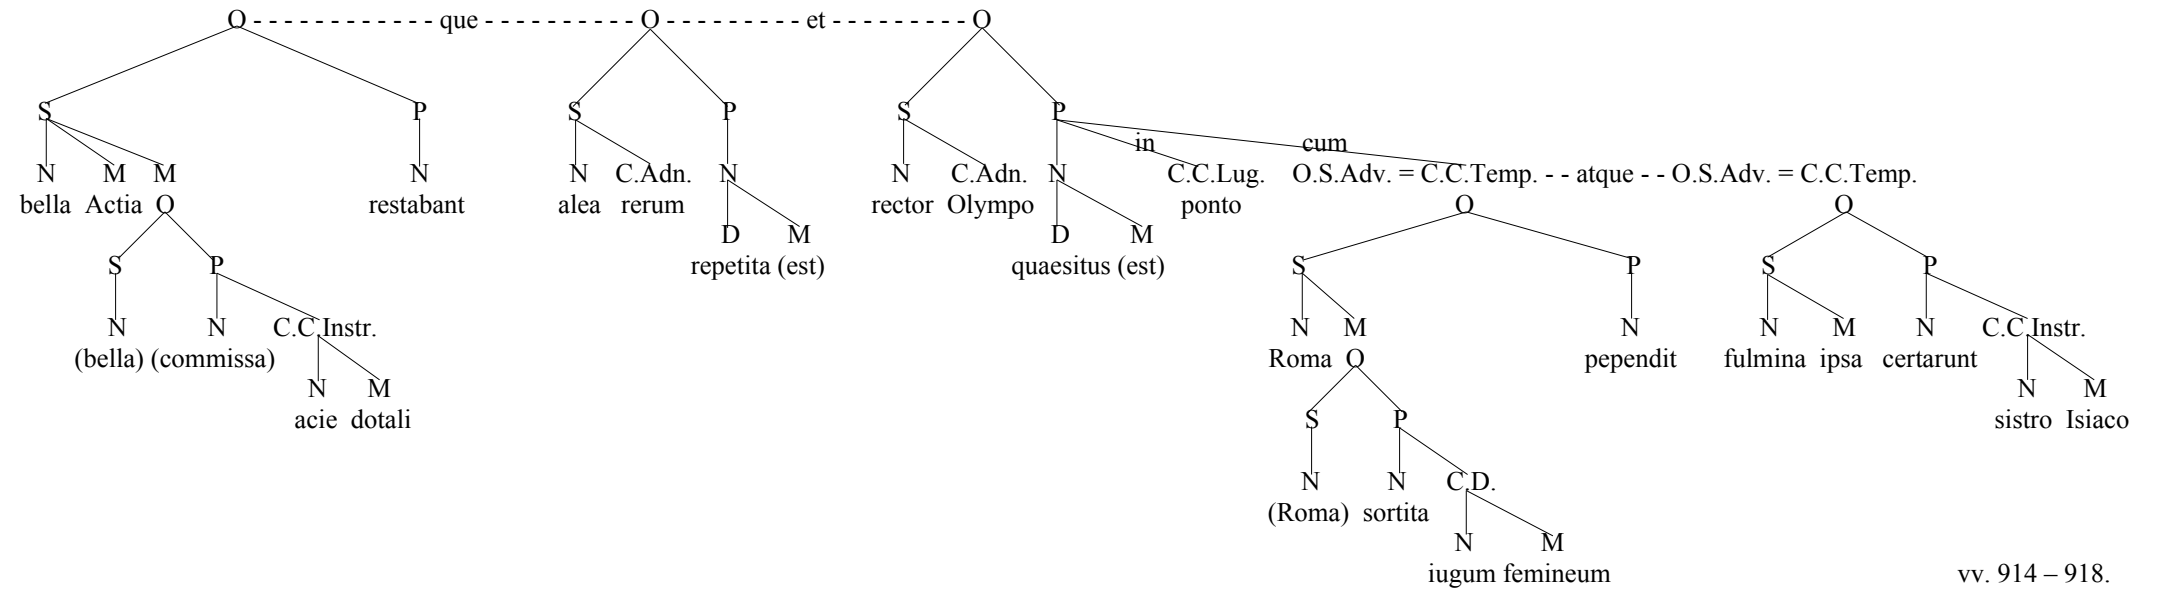 O - - - - - - - - - - - - que - - - - - - - - - - O - - - - - - - - - et - - - - - - - - - O
S P S P S P
in cum
N M M N N C.Adn. N N C.Adn. N C.C.Lug. O.S.Adv. = C.C.Temp. - - atque - - O.S.Adv. = C.C.Temp.
bella Actia O restabant alea rerum rector Olympo ponto O O
D M D M
S P repetita (est) quaesitus (est) S P S P
N N C.C.Instr. N M N N M N C.C.Instr.
(bella) (commissa) Roma O pependit fulmina ipsa certarunt
N M N M
acie dotali S P sistro Isiaco
N N C.D.
(Roma) sortita
N M
iugum femineum vv. 914 – 918.